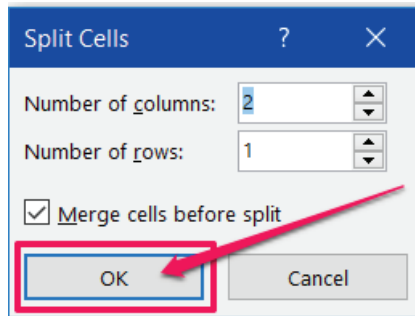 Split Cells ?
Number of columns: 2
Number of rows: 1
Merge cells before split
OK Cancel